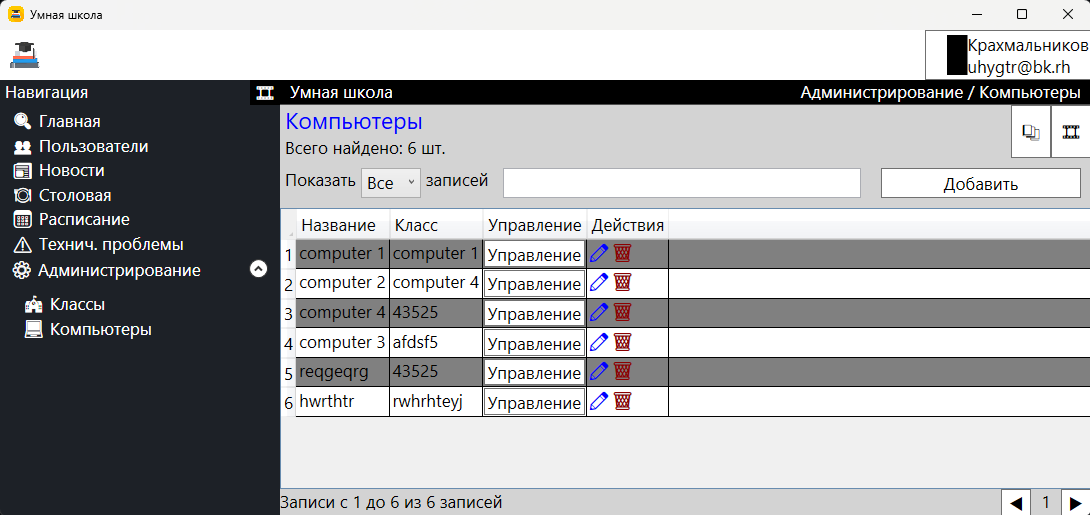 Умная школа
Крахмальников
uhygtr@bk.rh
Навигация
Умная школа
Администрирование / Компьютеры
Главная
Пользователи
Новости
Столовая
Расписание
Технич. проблемы
Администрирование
Классы
Компьютеры
Компьютеры
Всего найдено: 6 шт.
Показать Все записей
Добавить
Название Класс Управление Действия
1 computer 1 computer 1 Управление
2 computer 2 computer 4 Управление
3 computer 4 43525 Управление
4 computer 3 afdsf5 Управление
5 reqgeqrg 43525 Управление
6 hwrthtr rwhrhteyj Управление
Записи с 1 до 6 из 6 записей
1